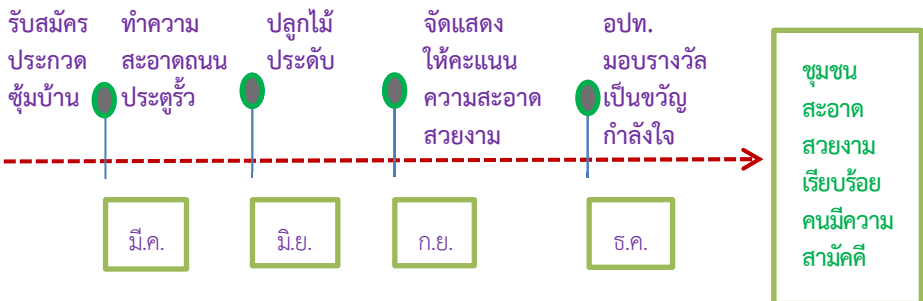 รับสมัคร
ประกวด
ซุ้มบ้าน
ทำความ
สะอาดถนน
ประตูรั้ว
ปลูกไม้
ประดับ
จัดแสดง
ให้คะแนน
ความสะอาด
สวยงาม
อปท.
มอบรางวัล
เป็นขวัญ
กำลังใจ
ชุมชน
สะอาด
สวยงาม
เรียบร้อย
คนมีความ
สามัคคี
มี.ค.
มิ.ย.
ก.ย.
ธ.ค.